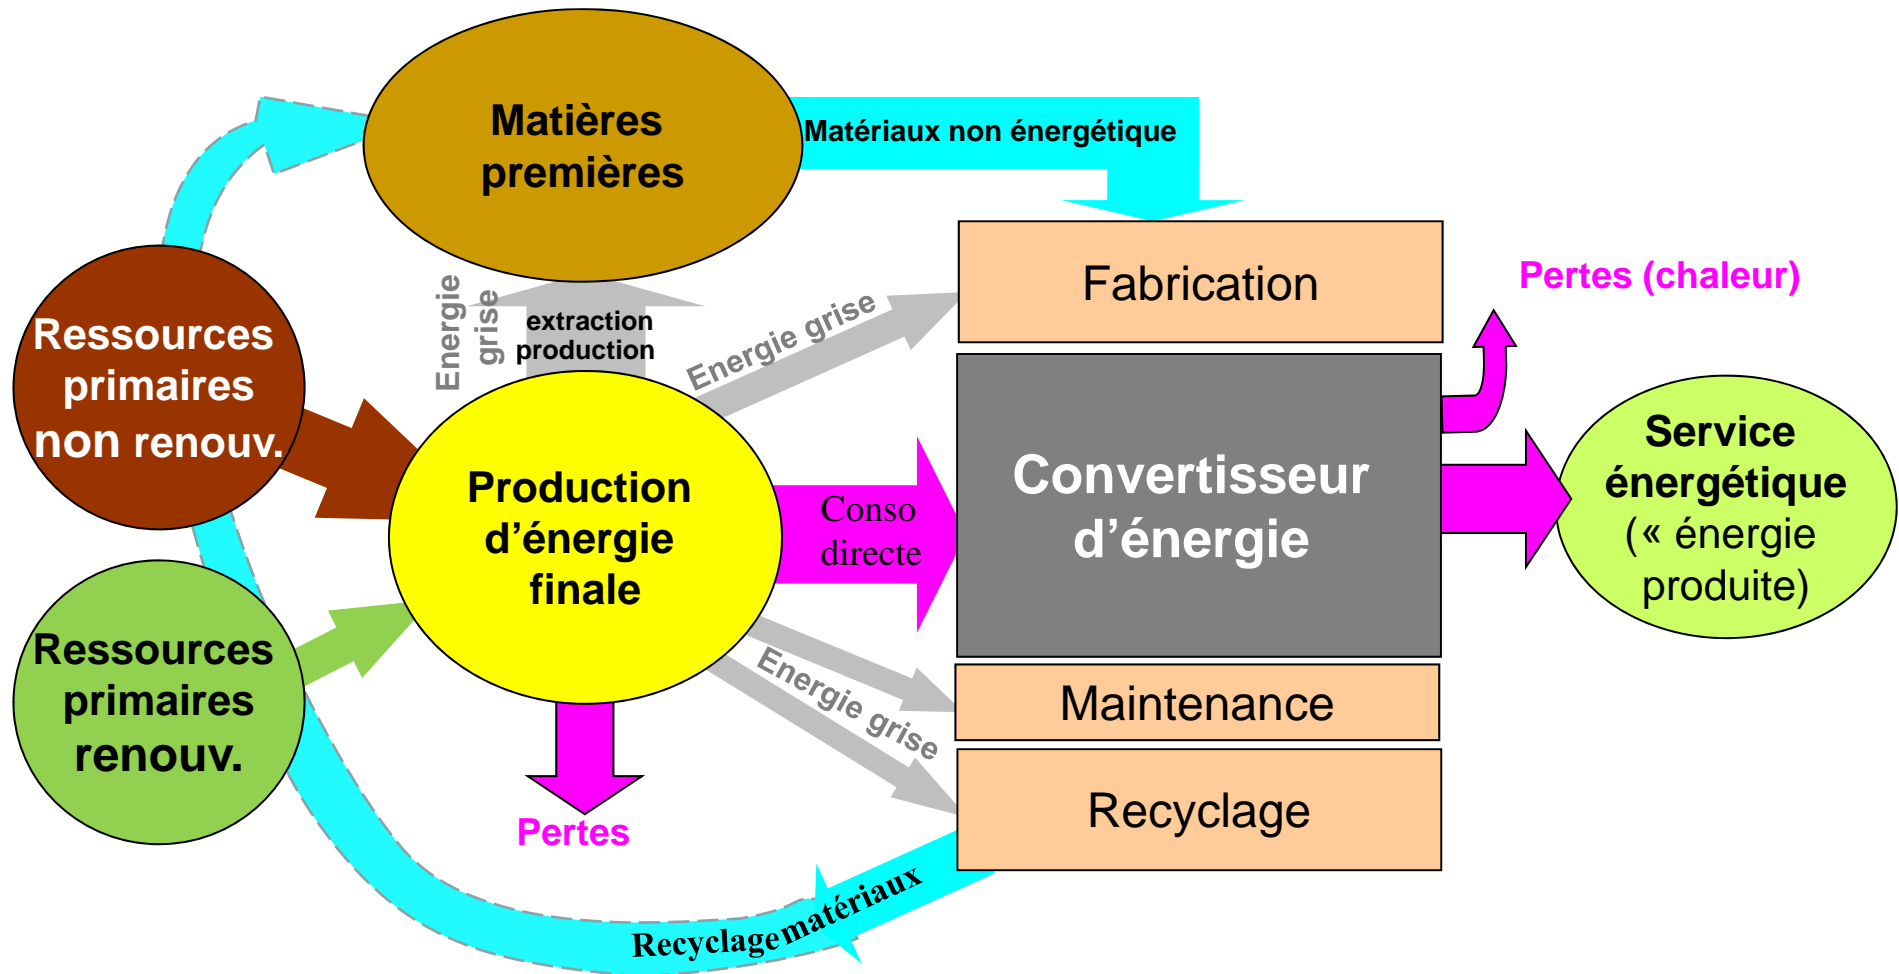 Matières
premières
Matériaux non énergétique
Fabrication
Pertes (chaleur)
Ressources
primaires
non renouv.
Energie
grise
extraction
production
Energie grise
Convertisseur
d’énergie
Service
énergétique
(« énergie
produite)
Production
d’énergie
finale
Conso
directe
Ressources
primaires
renouv.
Energie grise
Maintenance
Recyclage
Pertes
Recyclage matériaux